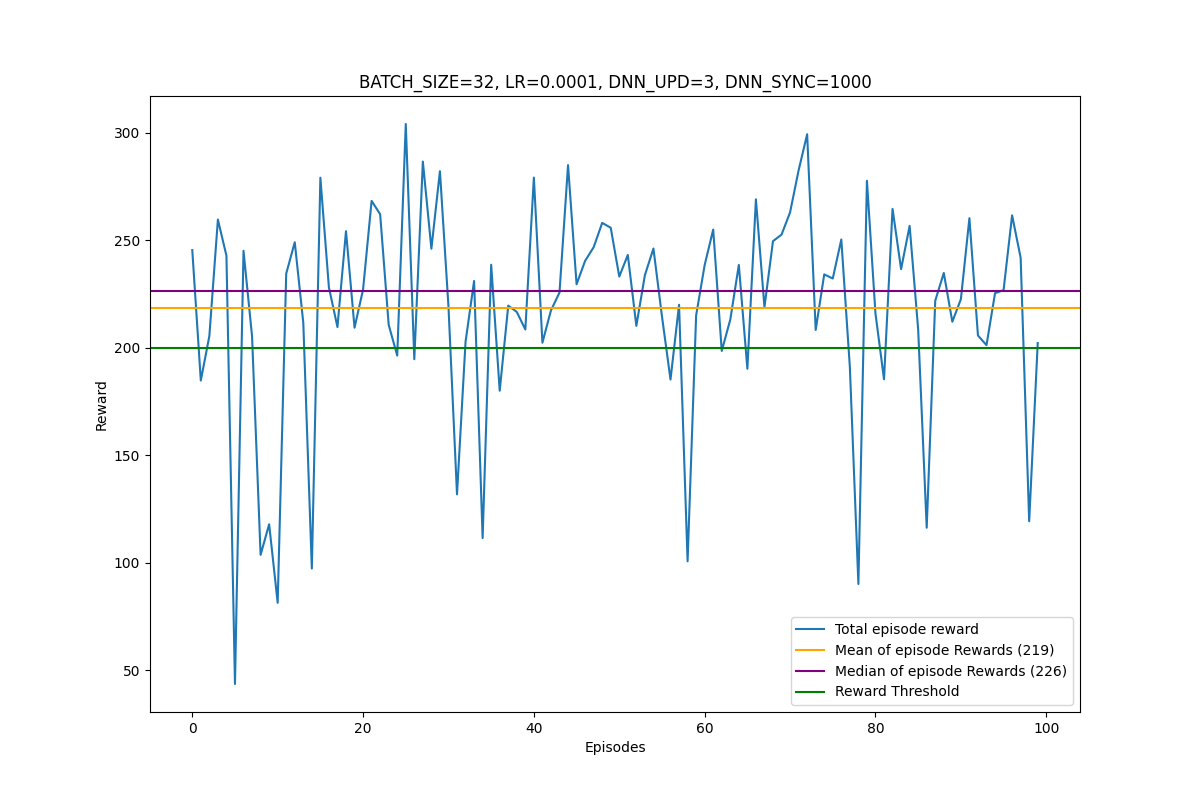 BATCH_SIZE=32, LR=0.0001, DNN_UPD=3, DNN_SYNC=1000
300
250
200
150
100
50
Reward
Total episode reward
Mean of episode Rewards (219)
Median of episode Rewards (226)
Reward Threshold
0 20 40 60 80 100
Episodes